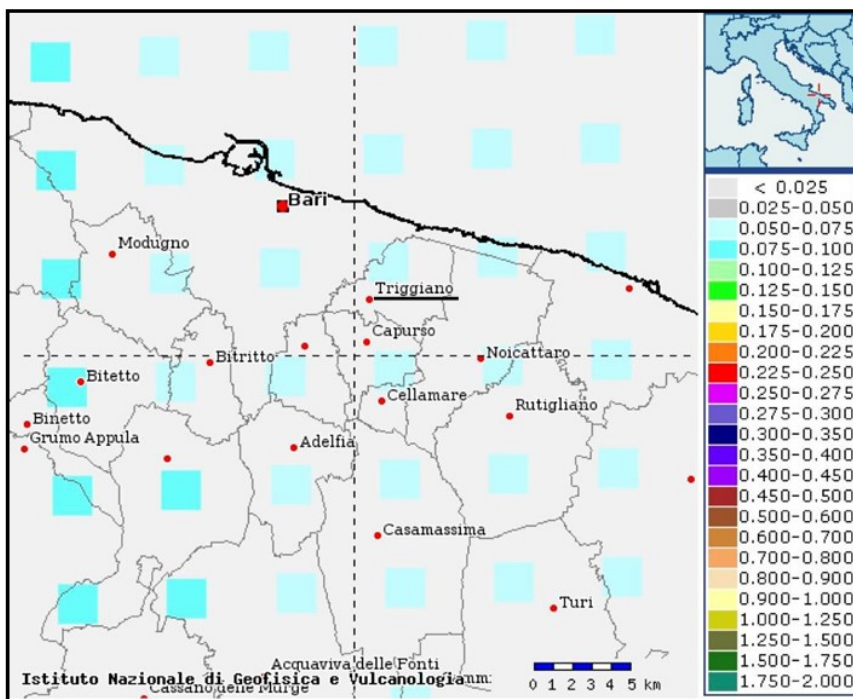 Bari
Modugno
Triggiano
Capurso
Bitritto
Noicattaro
Bitetto
Cellamare
Rutigliano
Binetto
Grumo Appula
Adelfia
Casamassima
Turi
Acquaviva delle Fonti
Istituto Nazionale di Geofisica e Vulcanologia
Cassano delle Murge
0 1 2 3 4 5 km
< 0.025
0.025-0.050
0.050-0.075
0.075-0.100
0.100-0.125
0.125-0.150
0.150-0.175
0.175-0.200
0.200-0.225
0.225-0.250
0.250-0.275
0.275-0.300
0.300-0.350
0.350-0.400
0.400-0.450
0.450-0.500
0.500-0.600
0.600-0.700
0.700-0.800
0.800-0.900
0.900-1.000
1.000-1.250
1.250-1.500
1.500-1.750
1.750-2.000